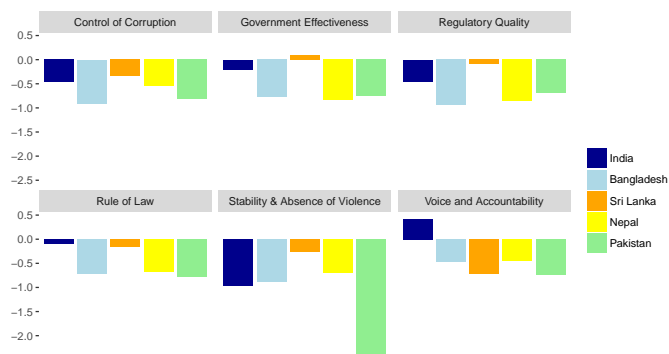 Control of Corruption Government Effectiveness Regulatory Quality
0.5
0.0
−0.5
−1.0
−1.5
−2.0
−2.5
Rule of Law Stability & Absence of Violence Voice and Accountability
0.5
0.0
−0.5
−1.0
−1.5
−2.0
India
Bangladesh
Sri Lanka
Nepal
Pakistan